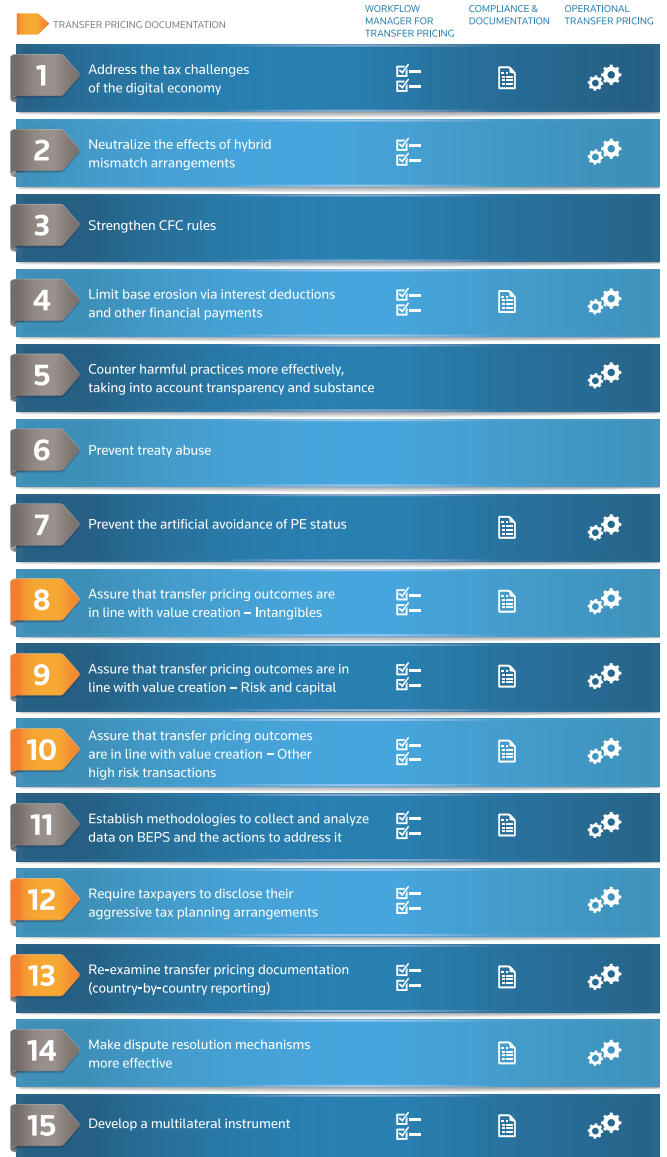 TRANSFER PRICING DOCUMENTATION
WORKFLOW
MANAGER FOR
TRANSFER PRICING
COMPLIANCE &
DOCUMENTATION
OPERATIONAL
TRANSFER PRICING
1
Address the tax challenges
of the digital economy
2
Neutralize the effects of hybrid
mismatch arrangements
3
Strengthen CFC rules
4
Limit base erosion via interest deductions
and other financial payments
5
Counter harmful practices more effectively,
taking into account transparency and substance
6
Prevent treaty abuse
7
Prevent the artificial avoidance of PE status
8
Assure that transfer pricing outcomes are
in line with value creation – Intangibles
9
Assure that transfer pricing outcomes are in
line with value creation – Risk and capital
10
Assure that transfer pricing outcomes
are in line with value creation – Other
high risk transactions
11
Establish methodologies to collect and analyze
data on BEPS and the actions to address it
12
Require taxpayers to disclose their
aggressive tax planning arrangements
13
Re-examine transfer pricing documentation
(country-by-country reporting)
14
Make dispute resolution mechanisms
more effective
15
Develop a multilateral instrument